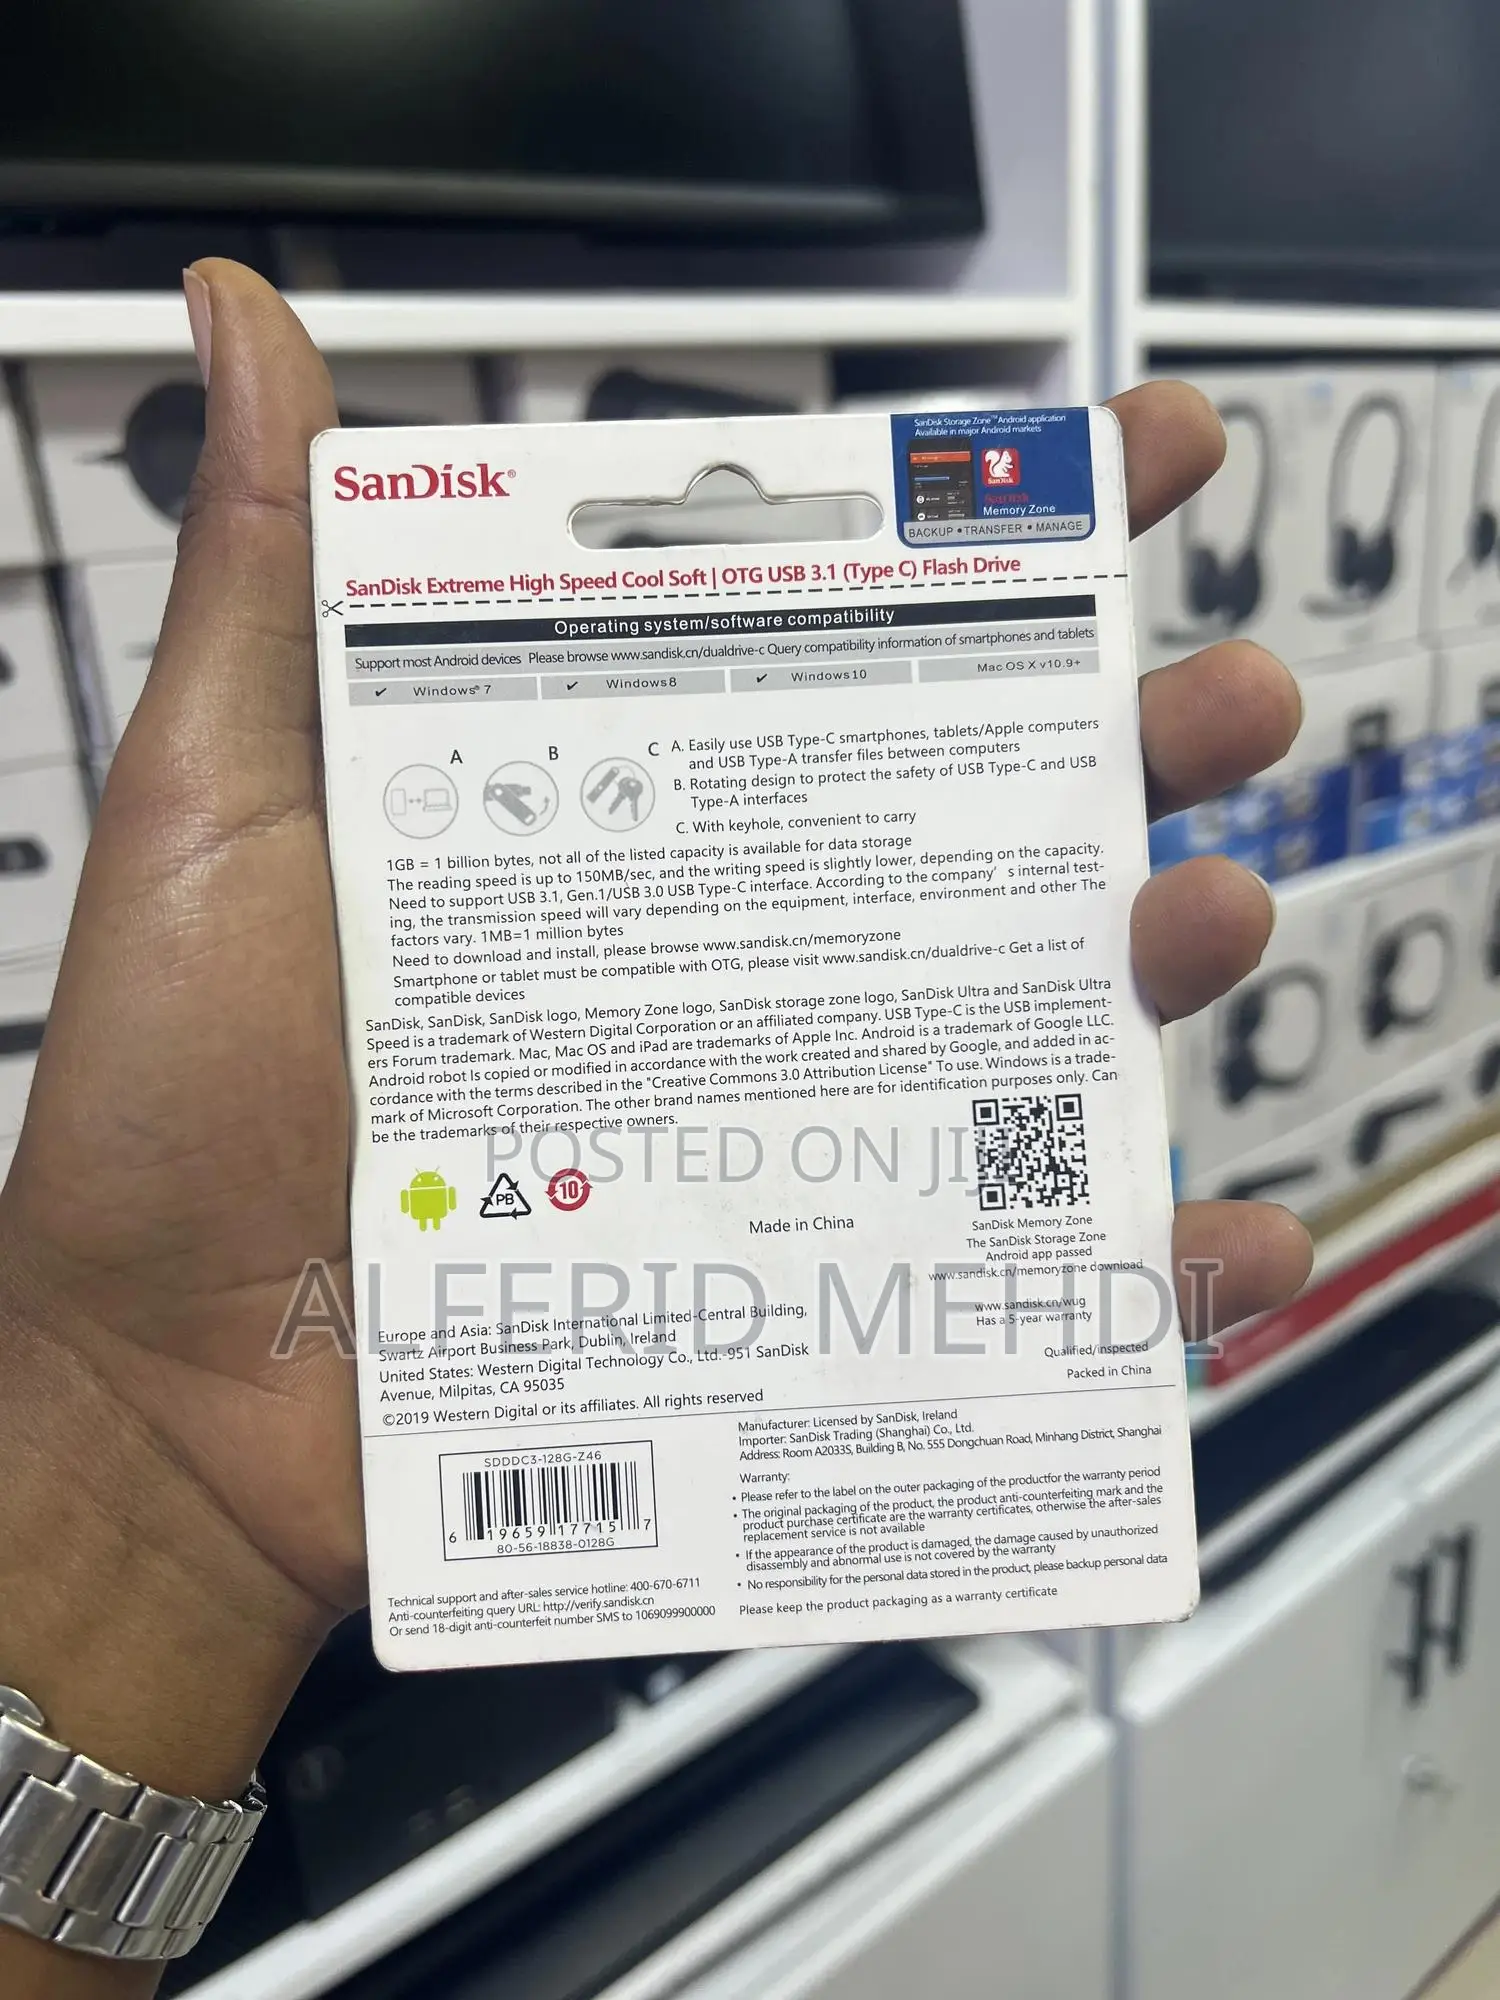 SanDisk®
SanDisk Storage Zone™ Android application
Available in major Android markets
SanDisk
SanDisk
Memory Zone
BACKUP • TRANSFER • MANAGE
SanDisk Extreme High Speed Cool Soft | OTG USB 3.1 (Type C) Flash Drive
Operating system/software compatibility
Support most Android devices Please browse www.sandisk.cn/dualdrive-c Query compatibility information of smartphones and tablets
✓ Windows® 7 ✓ Windows8 ✓ Windows10 Mac OS X v10.9+
A B C
A. Easily use USB Type-C smartphones, tablets/Apple computers
and USB Type-A transfer files between computers
B. Rotating design to protect the safety of USB Type-C and USB
Type-A interfaces
C. With keyhole, convenient to carry
1GB = 1 billion bytes, not all of the listed capacity is available for data storage
The reading speed is up to 150MB/sec, and the writing speed is slightly lower, depending on the capacity.
Need to support USB 3.1, Gen.1/USB 3.0 USB Type-C interface. According to the company's internal test-
ing, the transmission speed will vary depending on the equipment, interface, environment and other The
factors vary. 1MB=1 million bytes
Need to download and install, please browse www.sandisk.cn/memoryzone
Smartphone or tablet must be compatible with OTG, please visit www.sandisk.cn/dualdrive-c Get a list of
compatible devices
SanDisk, SanDisk, SanDisk logo, Memory Zone logo, SanDisk storage zone logo, SanDisk Ultra and SanDisk Ultra
Speed is a trademark of Western Digital Corporation or an affiliated company. USB Type-C is the USB implement-
ers Forum trademark. Mac, Mac OS and iPad are trademarks of Apple Inc. Android is a trademark of Google LLC.
Android robot Is copied or modified in accordance with the work created and shared by Google, and added in ac-
cordance with the terms described in the "Creative Commons 3.0 Attribution License" To use. Windows is a trade-
mark of Microsoft Corporation. The other brand names mentioned here are for identification purposes only. Can
be the trademarks of their respective owners.
POSTED ON JIJI
PB
10
Made in China
SanDisk Memory Zone
The SanDisk Storage Zone
Android app passed
www.sandisk.cn/memoryzone download
ALFERID MEHDI
www.sandisk.cn/wug
Has a 5-year warranty
Qualified/inspected
Packed in China
Europe and Asia: SanDisk International Limited-Central Building,
Swartz Airport Business Park, Dublin, Ireland
United States: Western Digital Technology Co., Ltd.-951 SanDisk
Avenue, Milpitas, CA 95035
©2019 Western Digital or its affiliates. All rights reserved
SDDDC3-128G-Z46
6 19659 17715 7
80-56-18838-0128G
Technical support and after-sales service hotline: 400-670-6711
Anti-counterfeiting query URL: http://verify.sandisk.cn
Or send 18-digit anti-counterfeit number SMS to 1069099900000
Manufacturer: Licensed by SanDisk, Ireland
Importer: SanDisk Trading (Shanghai) Co., Ltd.
Address: Room A2033S, Building B, No. 555 Dongchuan Road, Minhang District, Shanghai
Warranty:
• Please refer to the label on the outer packaging of the productfor the warranty period
• The original packaging of the product, the product anti-counterfeiting mark and the
product purchase certificate are the warranty certificates, otherwise the after-sales
replacement service is not available
• If the appearance of the product is damaged, the damage caused by unauthorized
disassembly and abnormal use is not covered by the warranty
• No responsibility for the personal data stored in the product, please backup personal data
Please keep the product packaging as a warranty certificate